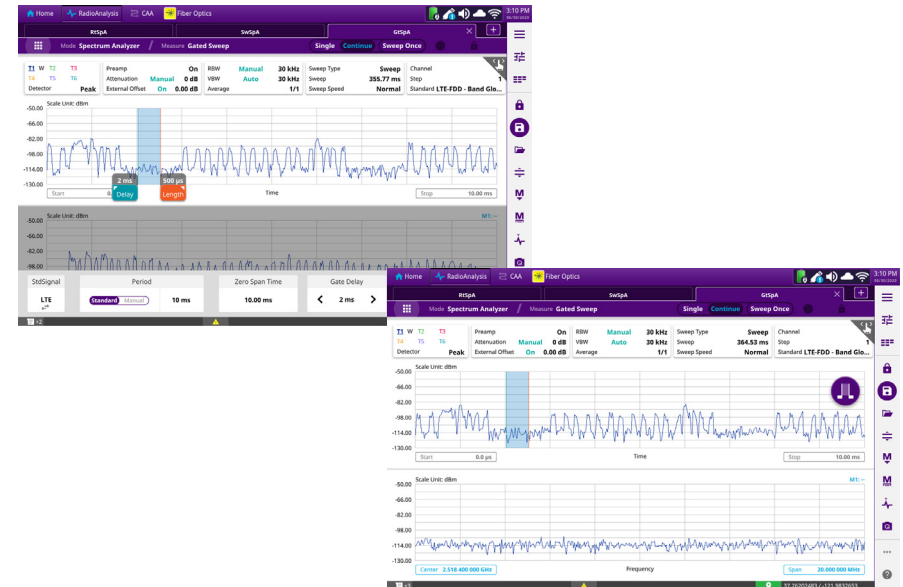 Home RadioAnalysis CAA Fiber Optics 3:10 PM
06/30/2020
RtSpA SwSpA GtSpA
Mode Spectrum Analyzer / Measure Gated Sweep Single Continue Sweep Once
T1 W T2 T3 Preamp On RBW Manual 30 kHz Sweep Type Sweep Channel
T4 T5 T6 Attenuation Manual 0 dB VBW Auto 30 kHz Sweep 355.77 ms Step 1
Detector Peak External Offset On 0.00 dB Average 1/1 Sweep Speed Normal Standard LTE-FDD - Band Glo...
Scale Unit: dBm
-50.00
-66.00
-82.00
-98.00
-114.00
-130.00
2 ms 500 µs
Start 0. Delay Length Time Stop 10.00 ms
Scale Unit: dBm M1: --
-50.00
-66.00
-82.00
-98.00
StdSignal Period Zero Span Time Gate Delay
LTE Standard Manual 10 ms 10.00 ms 2 ms
x2
Home RadioAnalysis CAA Fiber Optics 3:10 PM
06/30/2020
RtSpA SwSpA GtSpA
Mode Spectrum Analyzer / Measure Gated Sweep Single Continue Sweep Once
T1 W T2 T3 Preamp On RBW Manual 30 kHz Sweep Type Sweep Channel
T4 T5 T6 Attenuation Manual 0 dB VBW Auto 30 kHz Sweep 364.53 ms Step 1
Detector Peak External Offset On 0.00 dB Average 1/1 Sweep Speed Normal Standard LTE-FDD - Band Glo...
Scale Unit: dBm
-50.00
-66.00
-82.00
-98.00
-114.00
-130.00
Start 0.0 µs Time Stop 10.00 ms
Scale Unit: dBm M1: --
-50.00
-66.00
-82.00
-98.00
-114.00
-130.00
Center 2.518 400 000 GHz Frequency Span 20.000 000 MHz
37.26202483 / -121.9832653